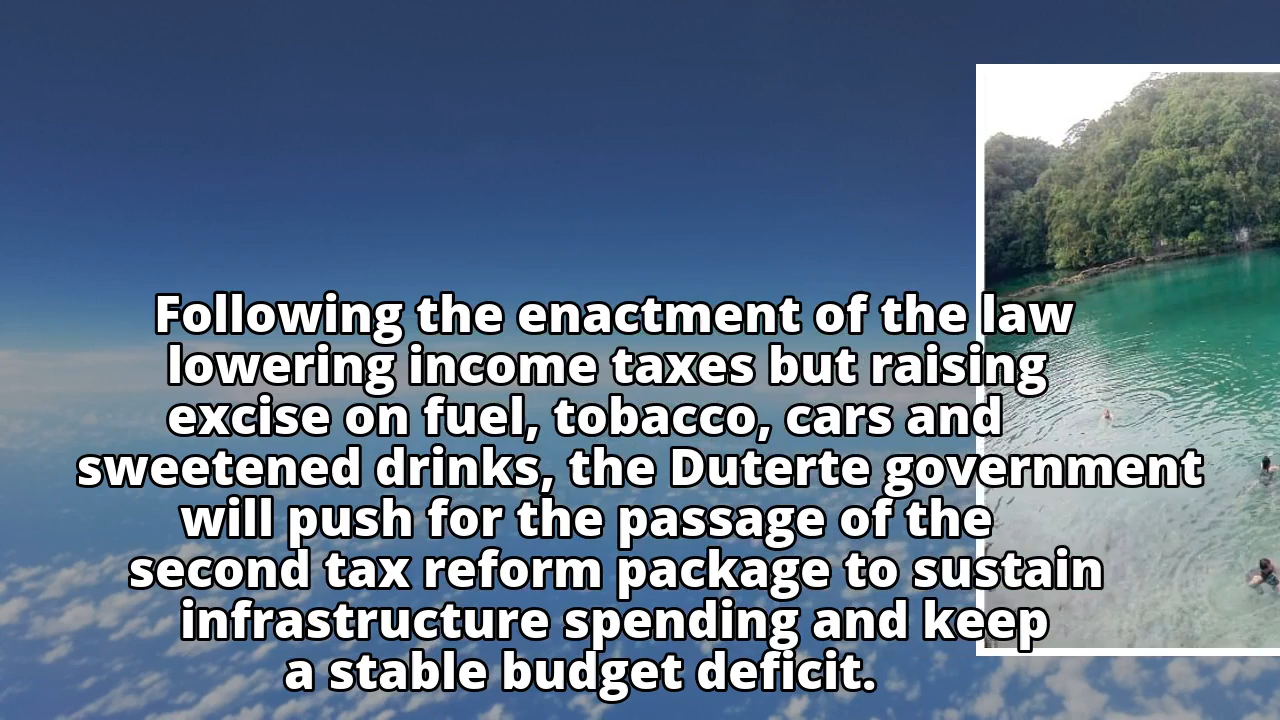 Following the enactment of the law
lowering income taxes but raising
excise on fuel, tobacco, cars and
sweetened drinks, the Duterte government
will push for the passage of the
second tax reform package to sustain
infrastructure spending and keep
a stable budget deficit.